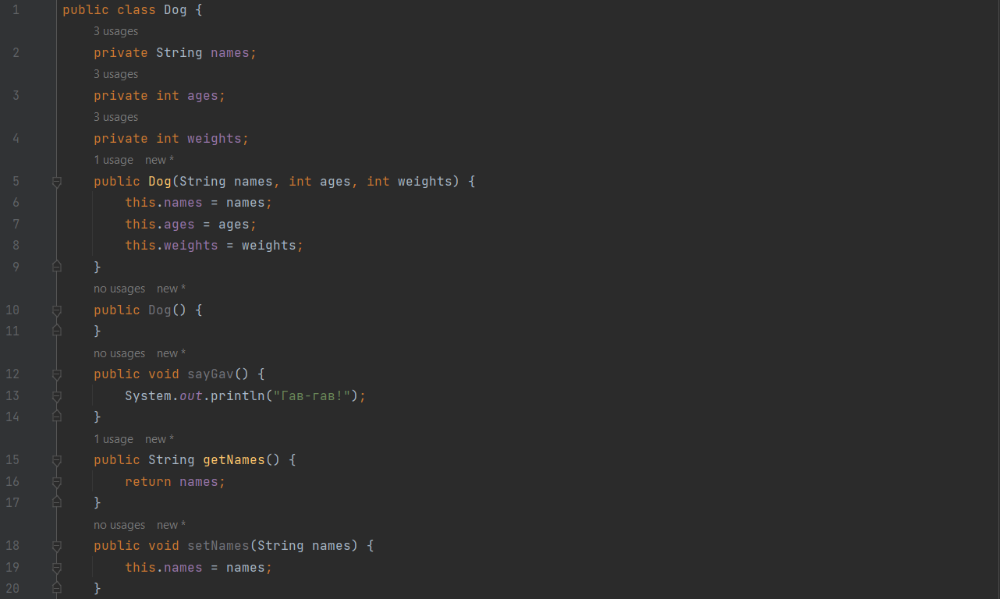 1 public class Dog {
3 usages
2 private String names;
3 usages
3 private int ages;
3 usages
4 private int weights;
1 usage new *
5 public Dog(String names, int ages, int weights) {
6 this.names = names;
7 this.ages = ages;
8 this.weights = weights;
9 }
no usages new *
10 public Dog() {
11 }
no usages new *
12 public void sayGav() {
13 System.out.println("Гав-гав!");
14 }
1 usage new *
15 public String getNames() {
16 return names;
17 }
no usages new *
18 public void setNames(String names) {
19 this.names = names;
20 }